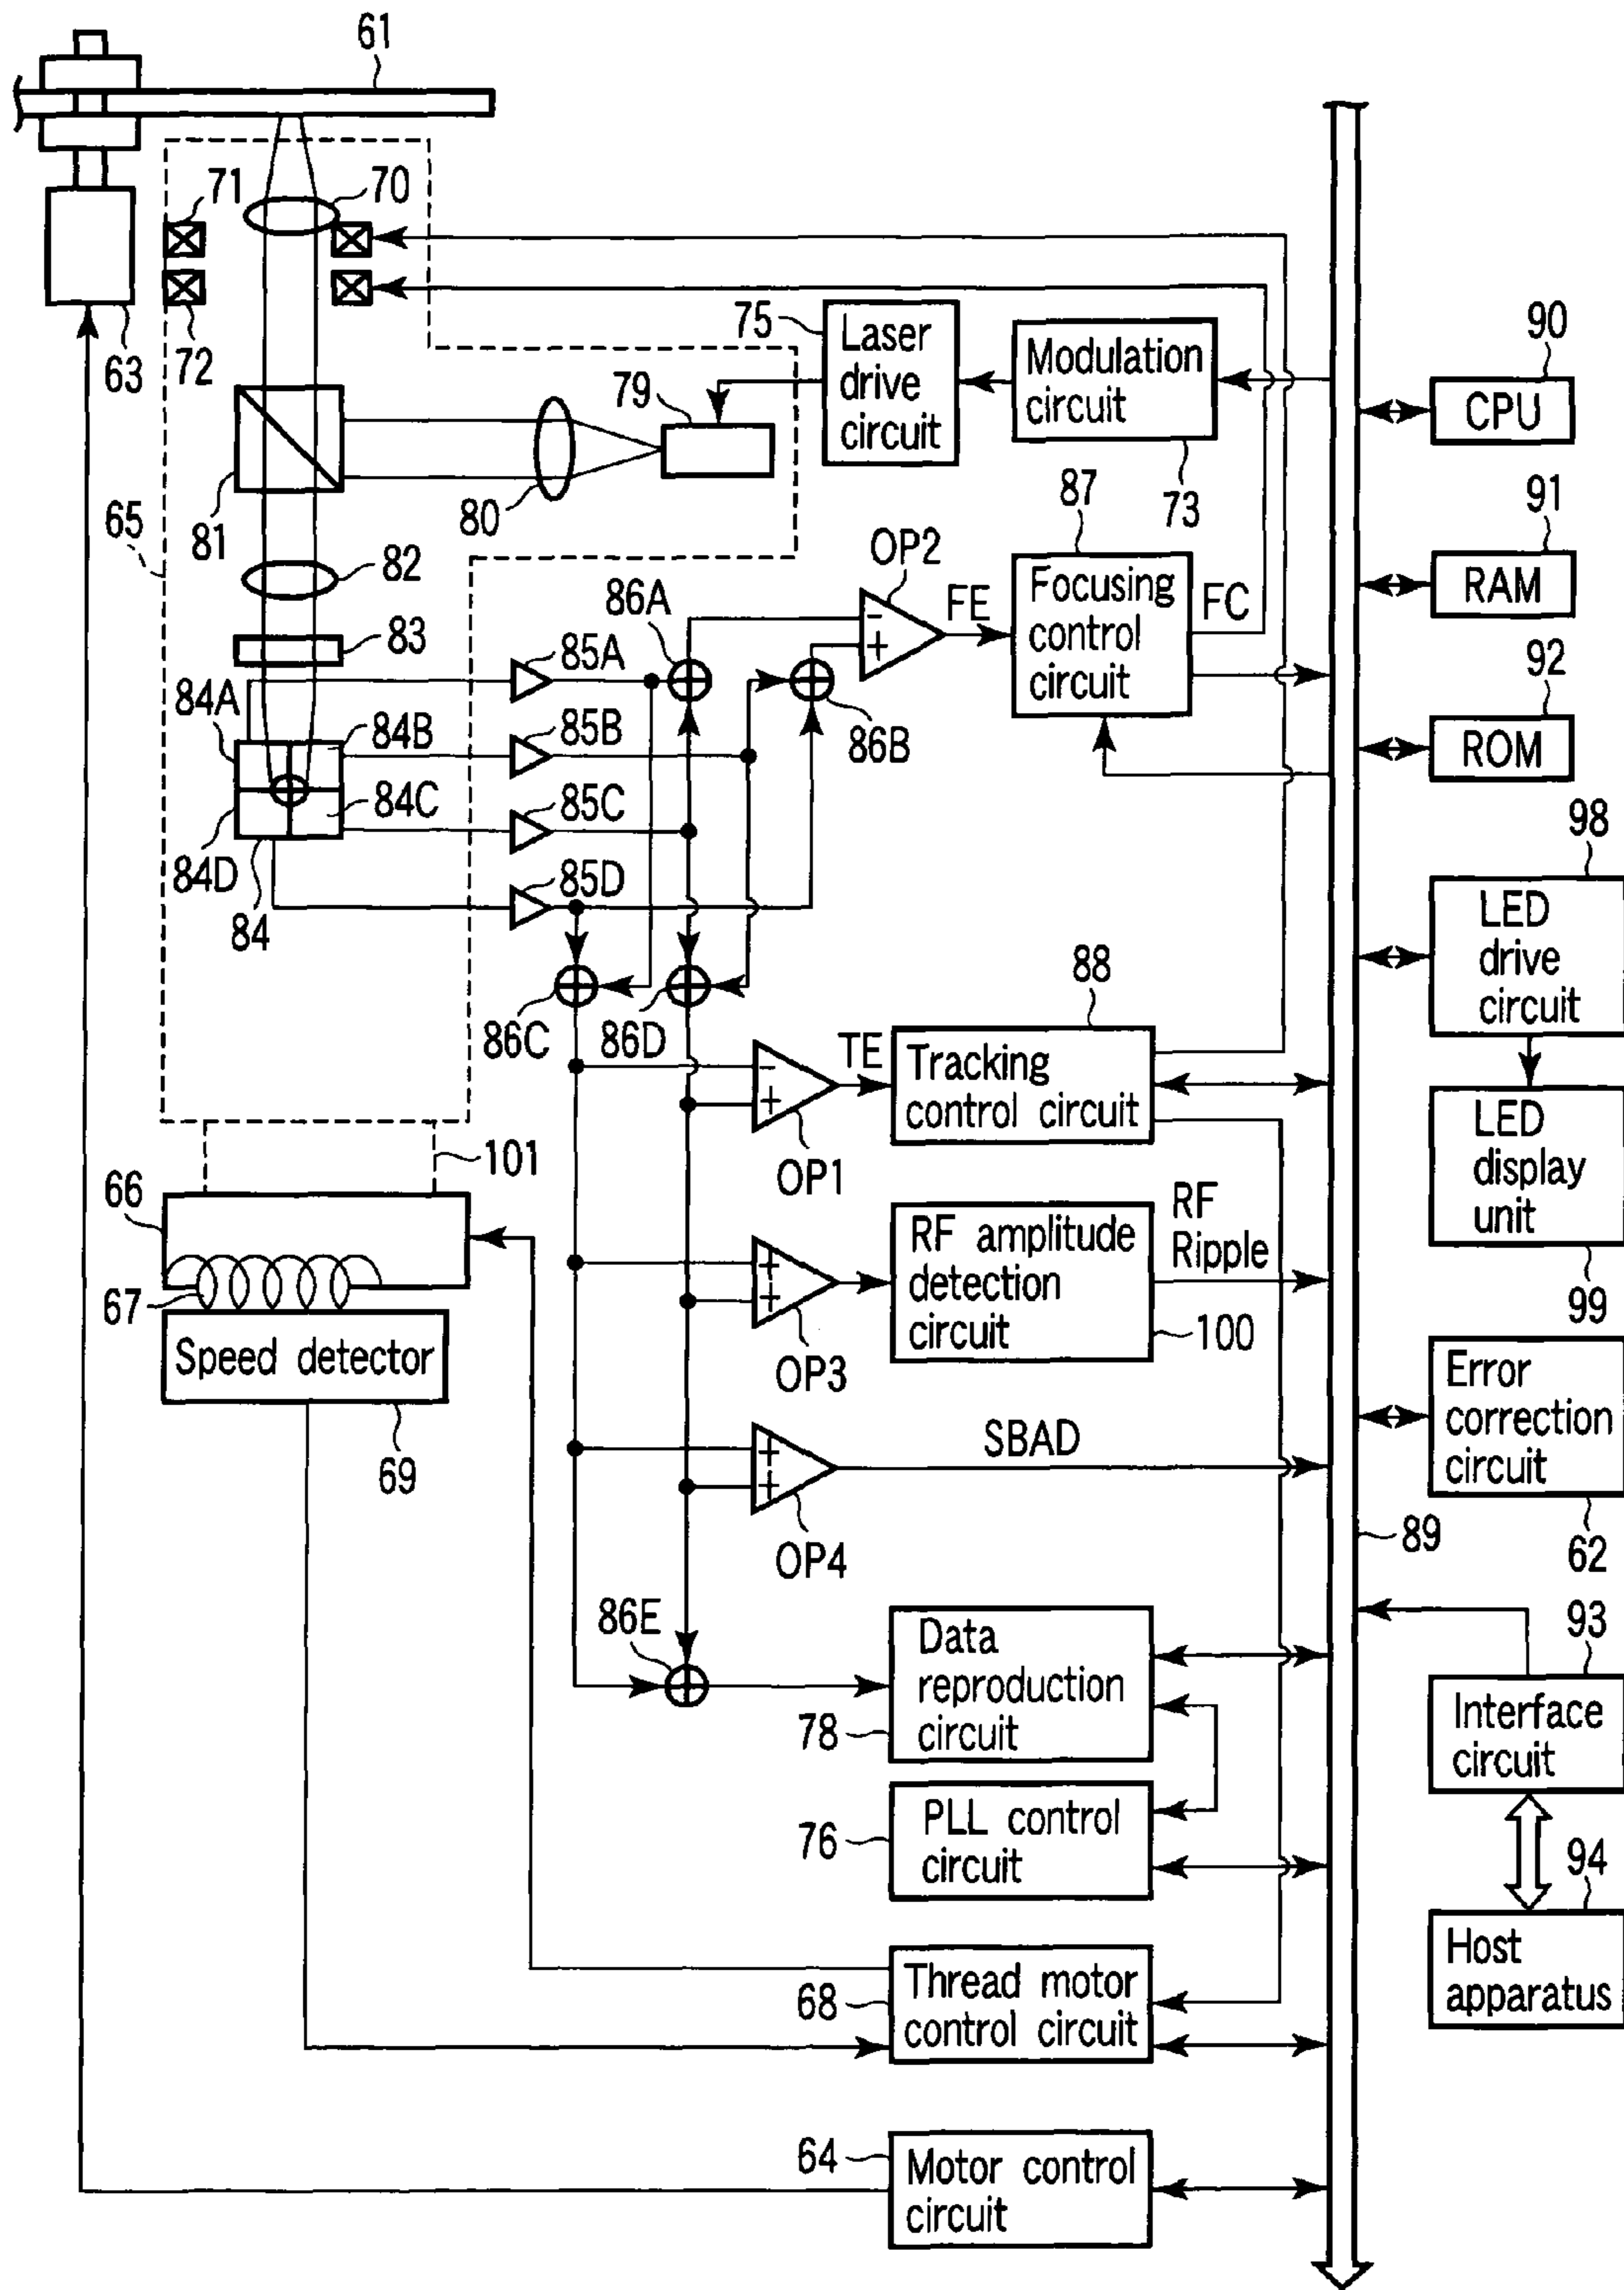 61
71
70
63
72
75
Laser
drive
circuit
Modulation
circuit
73
90
CPU
79
81
80
65
82
83
87
Focusing
control
circuit
FC
OP2
FE
91
RAM
86A
85A
84A
84B
85B
86B
92
ROM
84C
85C
84D
85D
84
98
LED
drive
circuit
86C
86D
88
TE
Tracking
control circuit
OP1
LED
display
unit
99
101
66
67
Speed detector
69
RF amplitude
detection
circuit
100
RF
Ripple
OP3
Error
correction
circuit
62
SBAD
OP4
89
86E
Data
reproduction
circuit
78
93
Interface
circuit
PLL control
circuit
76
94
Host
apparatus
68
Thread motor
control circuit
64
Motor control
circuit
-
+
-
+
+
+
+
+